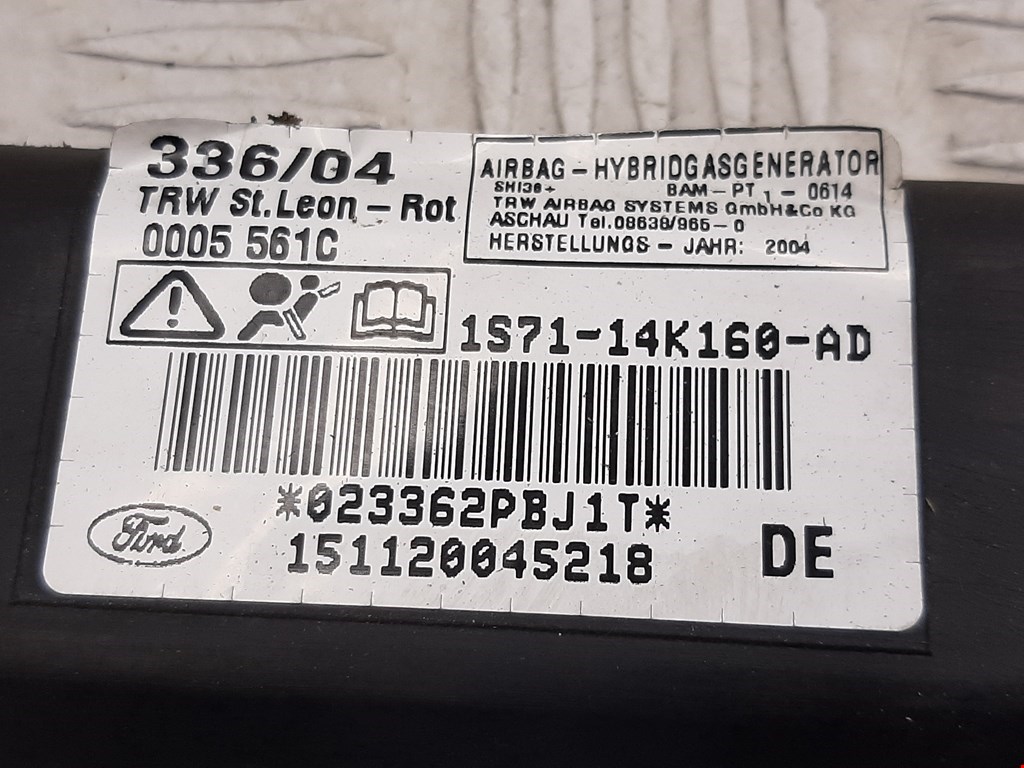 336/04
TRW St.Leon-Rot
0005 561C
AIRBAG-HYBRIDGASGENERATOR
SHI36+ BAM-PT 1-0614
TRW AIRBAG SYSTEMS GmbH&Co KG
ASCHAU Tel.08638/965-0
HERSTELLUNGS-JAHR: 2004
1S71-14K160-AD
*023362PBJ1T*
151120045218
Ford
DE